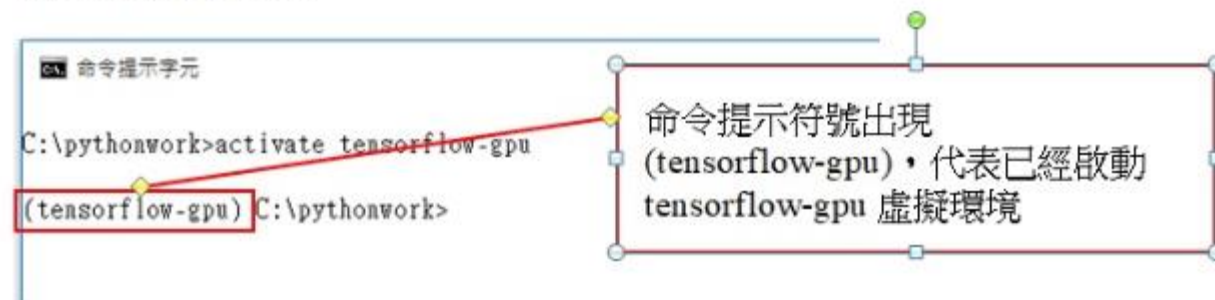 命令提示字元
C:\pythonwork>activate tensorflow-gpu
(tensorflow-gpu) C:\pythonwork>
命令提示符號出現
(tensorflow-gpu)，代表已經啟動
tensorflow-gpu 虛擬環境